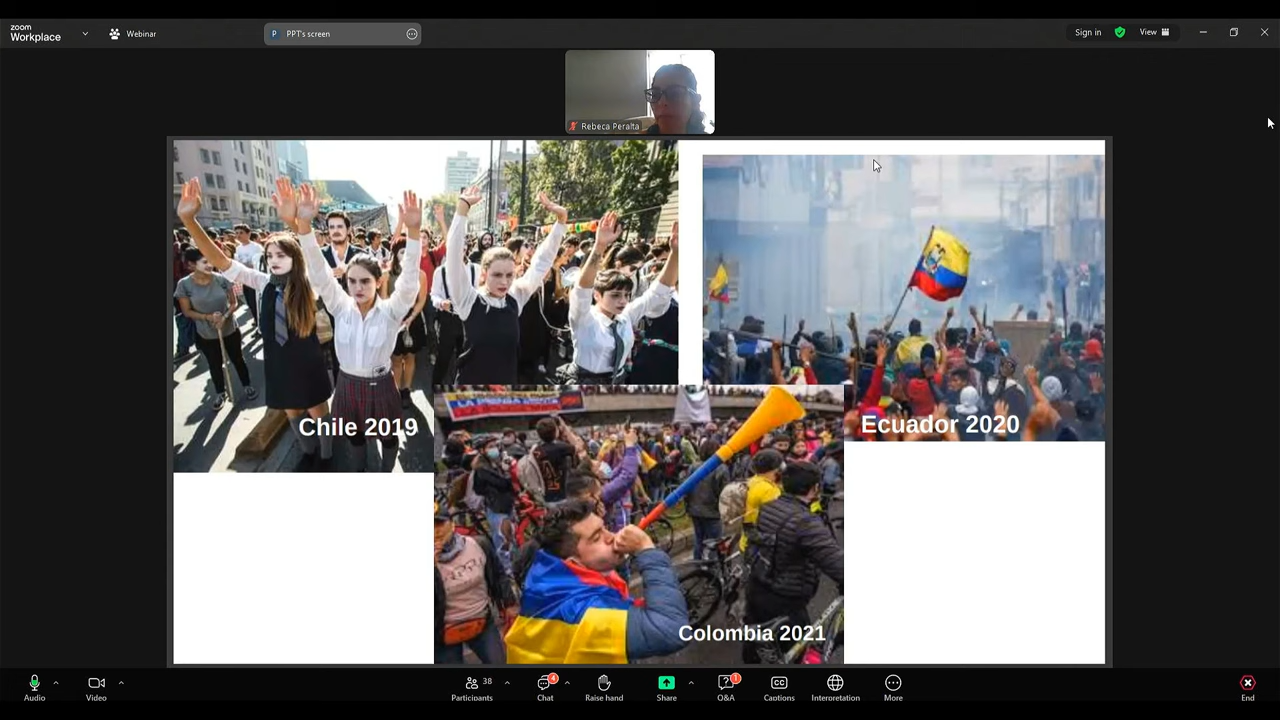 zoom
Workplace
Webinar
P
PPT's screen
Sign in
View
Rebeca Peralta
Chile 2019
Ecuador 2020
LA PRENSA
Colombia 2021
Audio
Video
38
Participants
4
Chat
Raise hand
Share
1
Q&A
CC
Captions
Interpretation
More
End